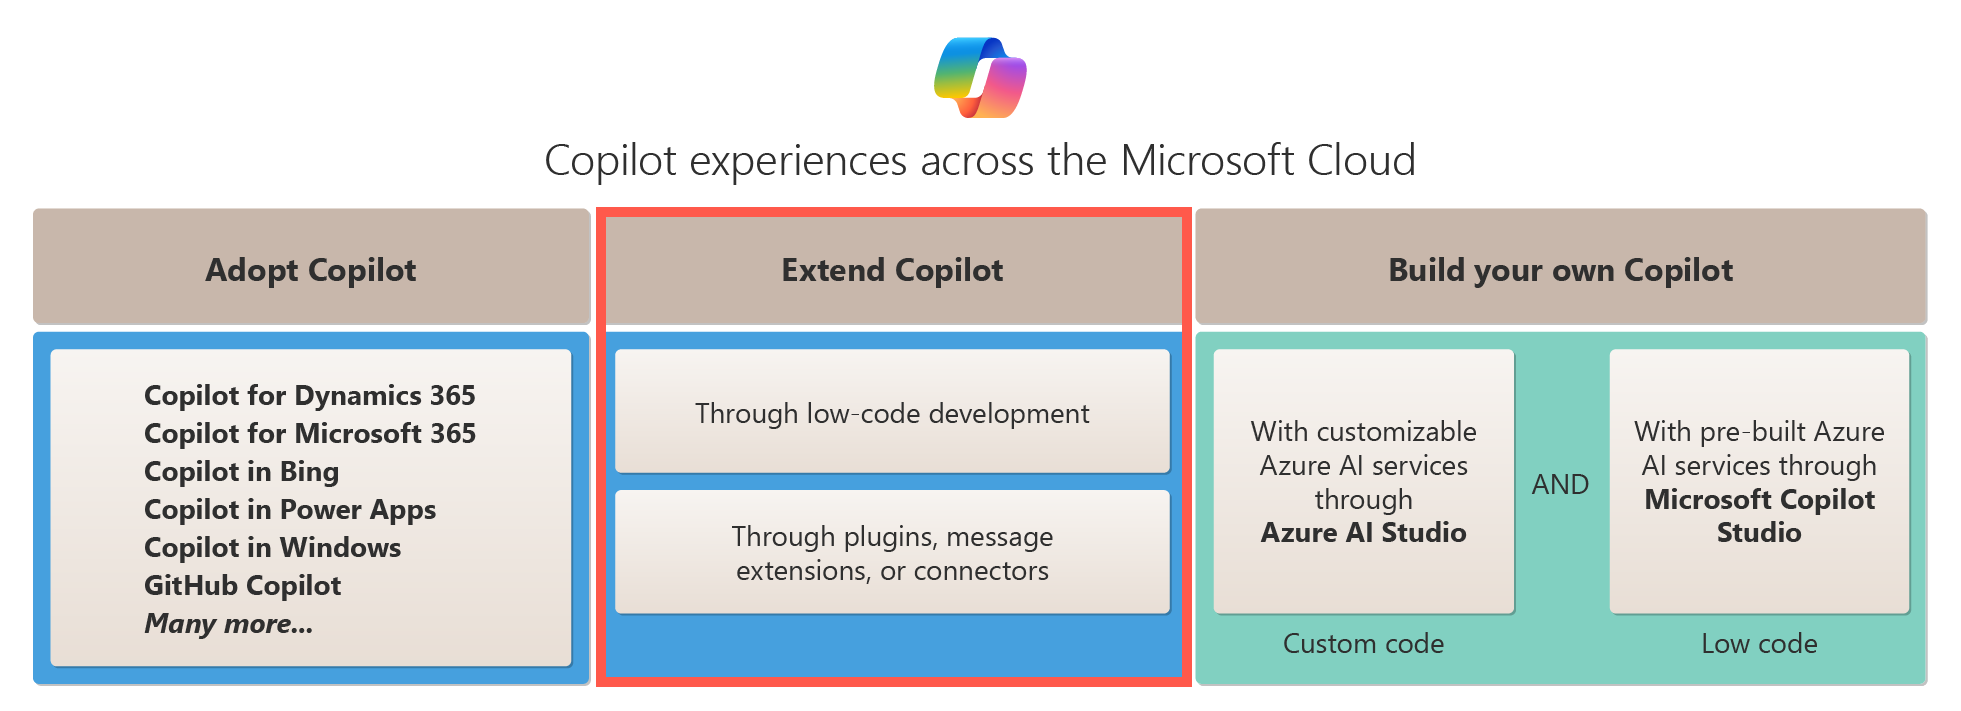 Copilot experiences across the Microsoft Cloud
Adopt Copilot
Copilot for Dynamics 365
Copilot for Microsoft 365
Copilot in Bing
Copilot in Power Apps
Copilot in Windows
GitHub Copilot
Many more...
Extend Copilot
Through low-code development
Through plugins, message
extensions, or connectors
Build your own Copilot
With customizable
Azure AI services
through
Azure AI Studio
Custom code
AND
With pre-built Azure
AI services through
Microsoft Copilot
Studio
Low code